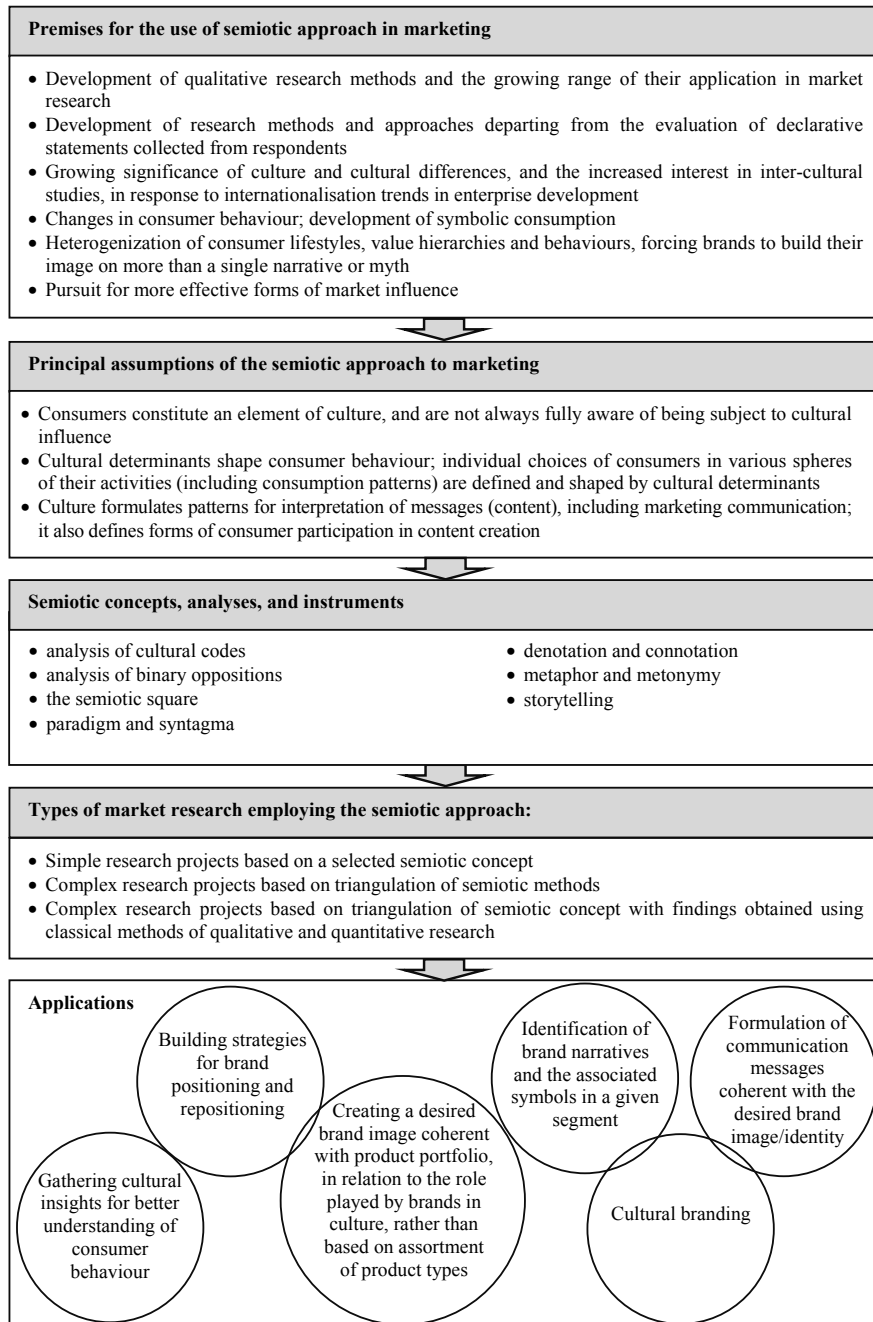 Premises for the use of semiotic approach in marketing
• Development of qualitative research methods and the growing range of their application in market
research
• Development of research methods and approaches departing from the evaluation of declarative
statements collected from respondents
• Growing significance of culture and cultural differences, and the increased interest in inter-cultural
studies, in response to internationalisation trends in enterprise development
• Changes in consumer behaviour; development of symbolic consumption
• Heterogenization of consumer lifestyles, value hierarchies and behaviours, forcing brands to build their
image on more than a single narrative or myth
• Pursuit for more effective forms of market influence
Principal assumptions of the semiotic approach to marketing
• Consumers constitute an element of culture, and are not always fully aware of being subject to cultural
influence
• Cultural determinants shape consumer behaviour; individual choices of consumers in various spheres
of their activities (including consumption patterns) are defined and shaped by cultural determinants
• Culture formulates patterns for interpretation of messages (content), including marketing communication;
it also defines forms of consumer participation in content creation
Semiotic concepts, analyses, and instruments
• analysis of cultural codes
• analysis of binary oppositions
• the semiotic square
• paradigm and syntagma
• denotation and connotation
• metaphor and metonymy
• storytelling
Types of market research employing the semiotic approach:
• Simple research projects based on a selected semiotic concept
• Complex research projects based on triangulation of semiotic methods
• Complex research projects based on triangulation of semiotic concept with findings obtained using
classical methods of qualitative and quantitative research
Applications
Gathering cultural
insights for better
understanding of
consumer
behaviour
Building strategies
for brand
positioning and
repositioning
Creating a desired
brand image coherent
with product portfolio,
in relation to the role
played by brands in
culture, rather than
based on assortment
of product types
Identification of
brand narratives
and the associated
symbols in a given
segment
Cultural branding
Formulation of
communication
messages
coherent with the
desired brand
image/identity